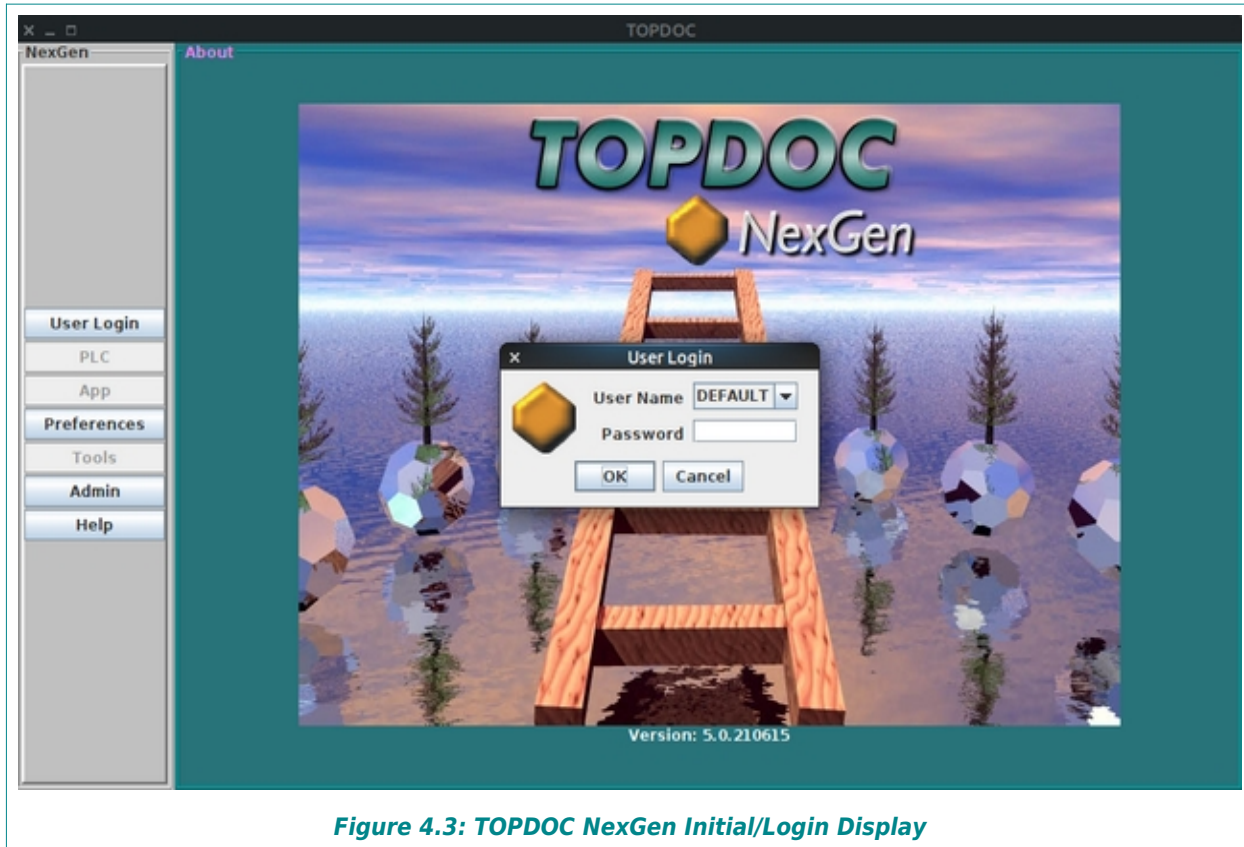 TOPDOC
NexGen
About
TOPDOC
NexGen
User Login
PLC
App
Preferences
Tools
Admin
Help
User Login
User Name DEFAULT
Password
OK Cancel
Version: 5.0.210615
Figure 4.3: TOPDOC NexGen Initial/Login Display